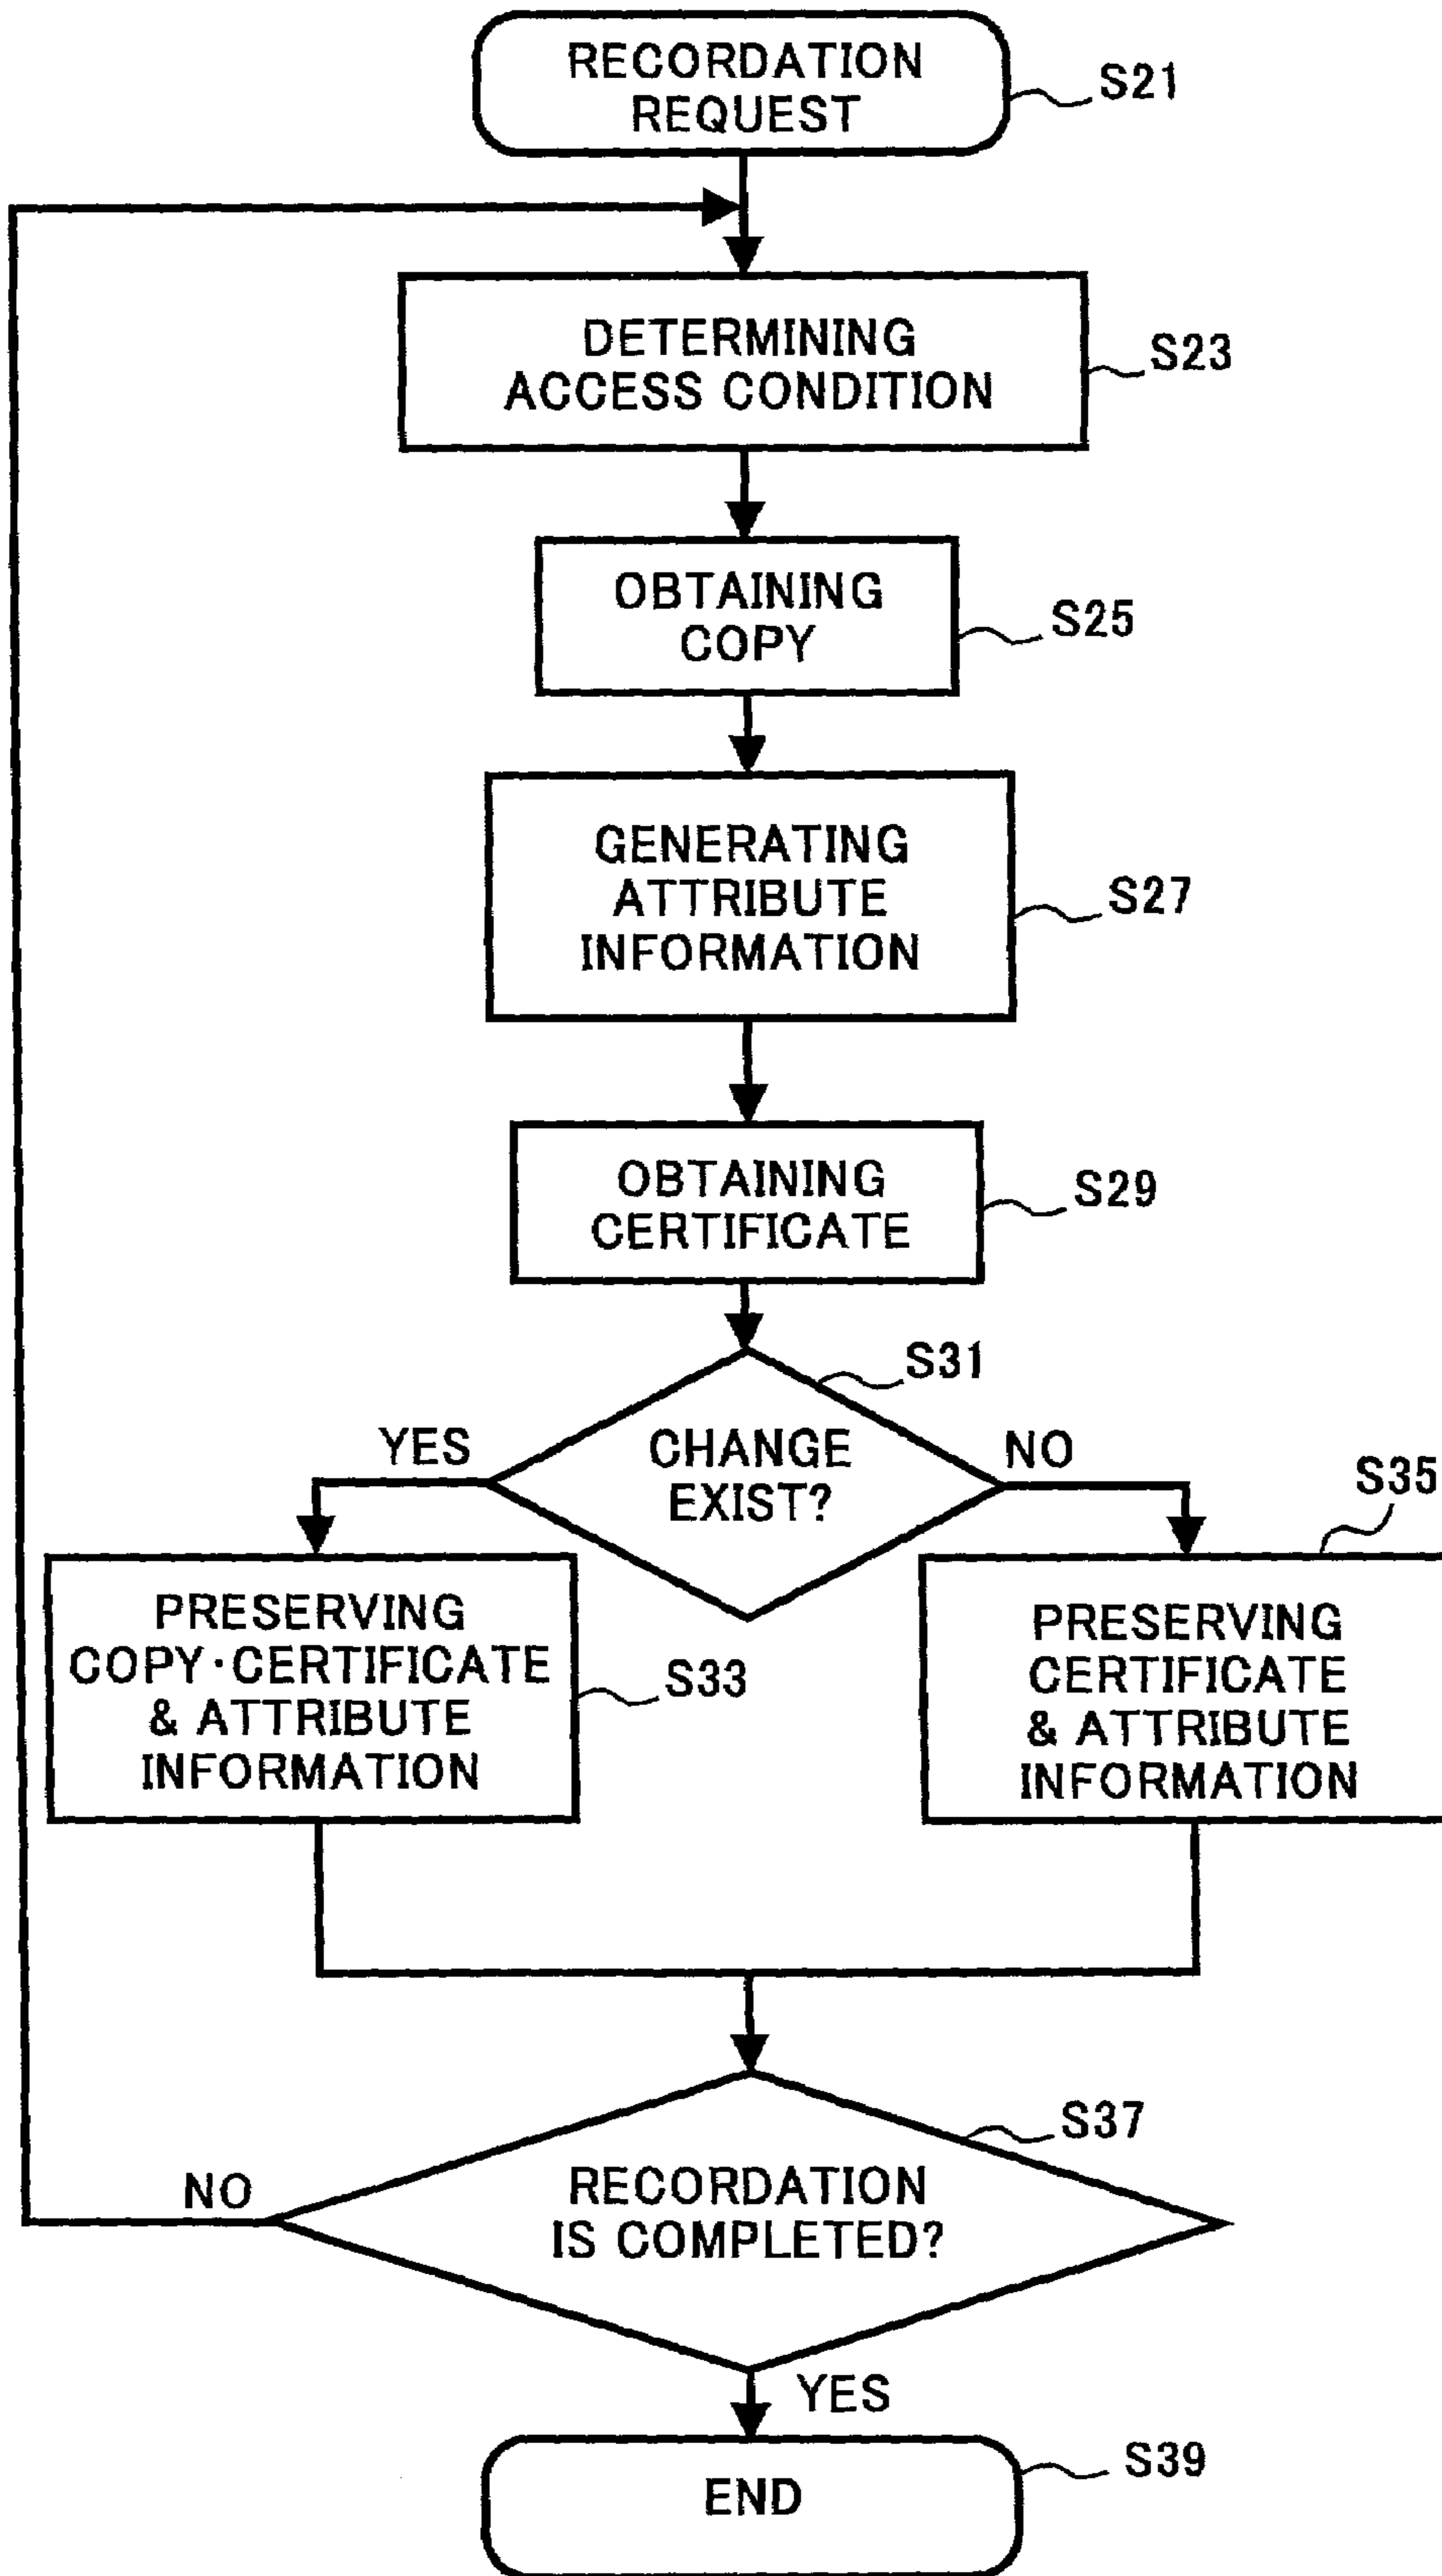 RECORDATION
REQUEST
S21
DETERMINING
ACCESS CONDITION
S23
OBTAINING
COPY
S25
GENERATING
ATTRIBUTE
INFORMATION
S27
OBTAINING
CERTIFICATE
S29
S31
YES
CHANGE
EXIST?
NO
S35
PRESERVING
COPY·CERTIFICATE
& ATTRIBUTE
INFORMATION
S33
PRESERVING
CERTIFICATE
& ATTRIBUTE
INFORMATION
S37
NO
RECORDATION
IS COMPLETED?
YES
END
S39